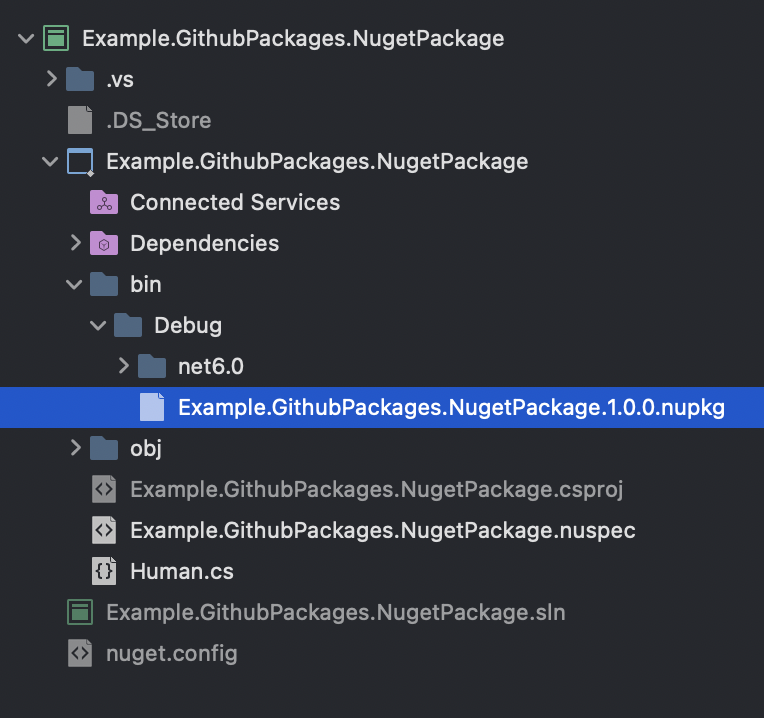 Example.GithubPackages.NugetPackage
.vs
.DS_Store
Example.GithubPackages.NugetPackage
Connected Services
Dependencies
bin
Debug
net6.0
Example.GithubPackages.NugetPackage.1.0.0.nupkg
obj
Example.GithubPackages.NugetPackage.csproj
Example.GithubPackages.NugetPackage.nuspec
Human.cs
Example.GithubPackages.NugetPackage.sln
nuget.config